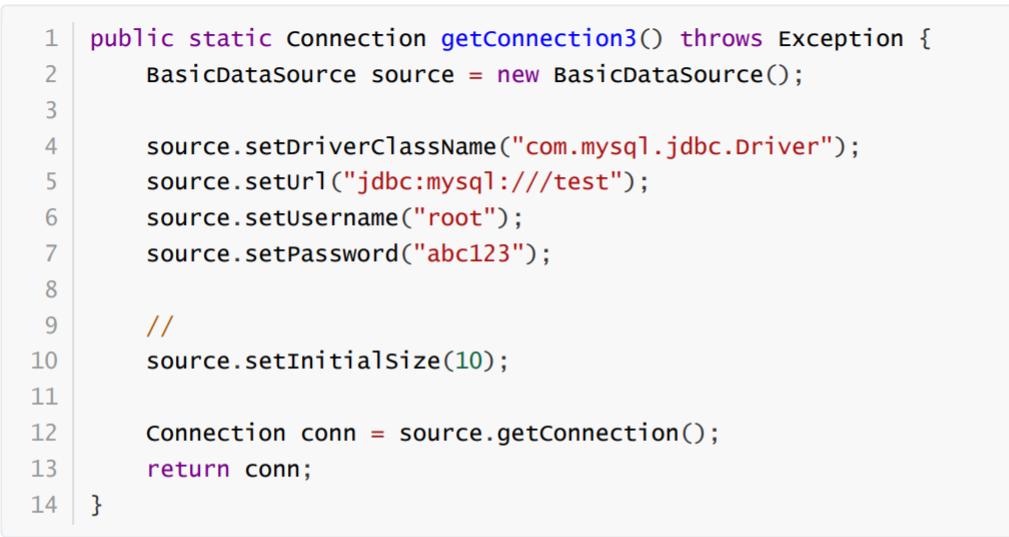 1 public static Connection getConnection3() throws Exception {
2 BasicDataSource source = new BasicDataSource();
3
4 source.setDriverClassName("com.mysql.jdbc.Driver");
5 source.setUrl("jdbc:mysql:///test");
6 source.setUsername("root");
7 source.setPassword("abc123");
8
9 //
10 source.setInitialSize(10);
11
12 Connection conn = source.getConnection();
13 return conn;
14 }